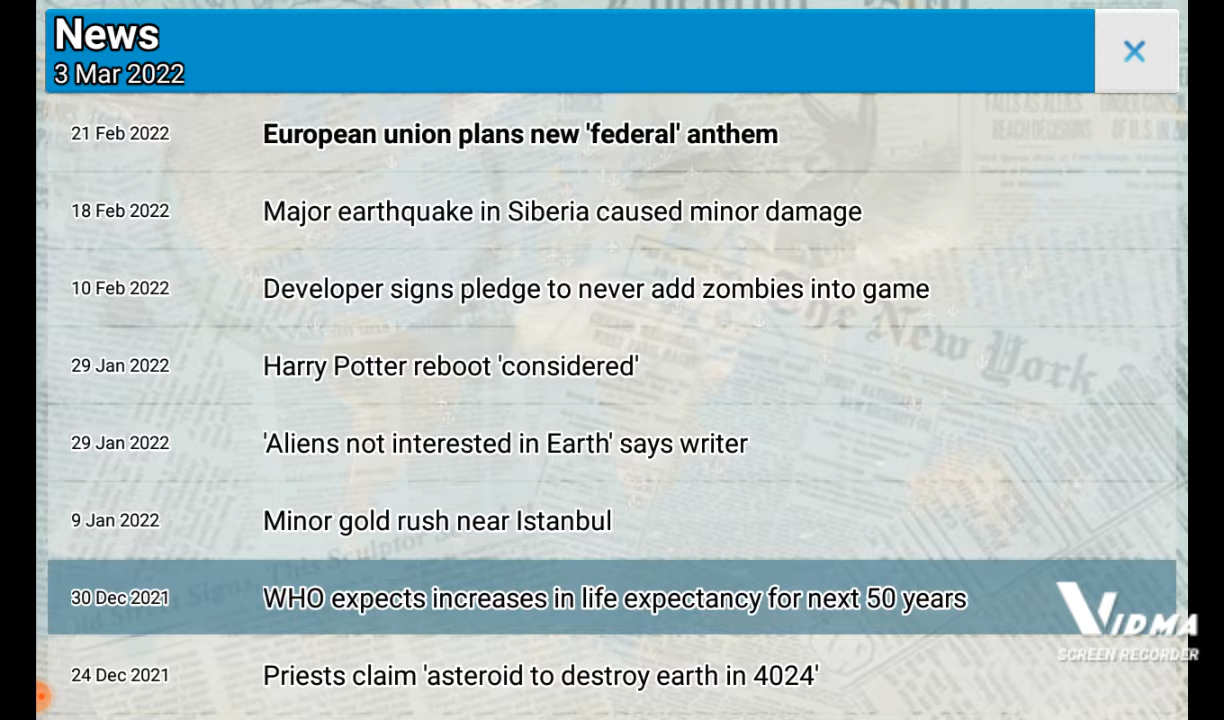 News
3 Mar 2022
21 Feb 2022 European union plans new 'federal' anthem
18 Feb 2022 Major earthquake in Siberia caused minor damage
10 Feb 2022 Developer signs pledge to never add zombies into game
The New York
29 Jan 2022 Harry Potter reboot 'considered'
29 Jan 2022 'Aliens not interested in Earth' says writer
9 Jan 2022 Minor gold rush near Istanbul
30 Dec 2021 WHO expects increases in life expectancy for next 50 years
VIDMA
SCREEN RECORDER
24 Dec 2021 Priests claim 'asteroid to destroy earth in 4024'